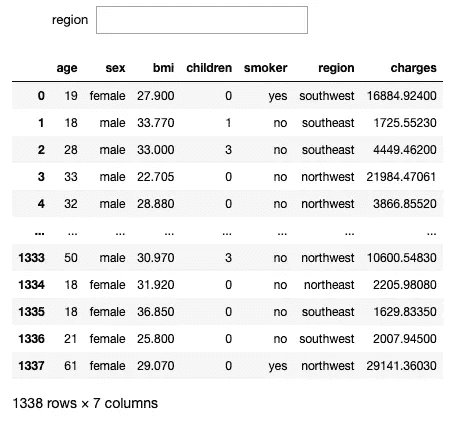 region
age sex bmi children smoker region charges
0 19 female 27.900 0 yes southwest 16884.92400
1 18 male 33.770 1 no southeast 1725.55230
2 28 male 33.000 3 no southeast 4449.46200
3 33 male 22.705 0 no northwest 21984.47061
4 32 male 28.880 0 no northwest 3866.85520
... ... ... ... ... ... ... ...
1333 50 male 30.970 3 no northwest 10600.54830
1334 18 female 31.920 0 no northeast 2205.98080
1335 18 female 36.850 0 no southeast 1629.83350
1336 21 female 25.800 0 no southwest 2007.94500
1337 61 female 29.070 0 yes northwest 29141.36030
1338 rows × 7 columns